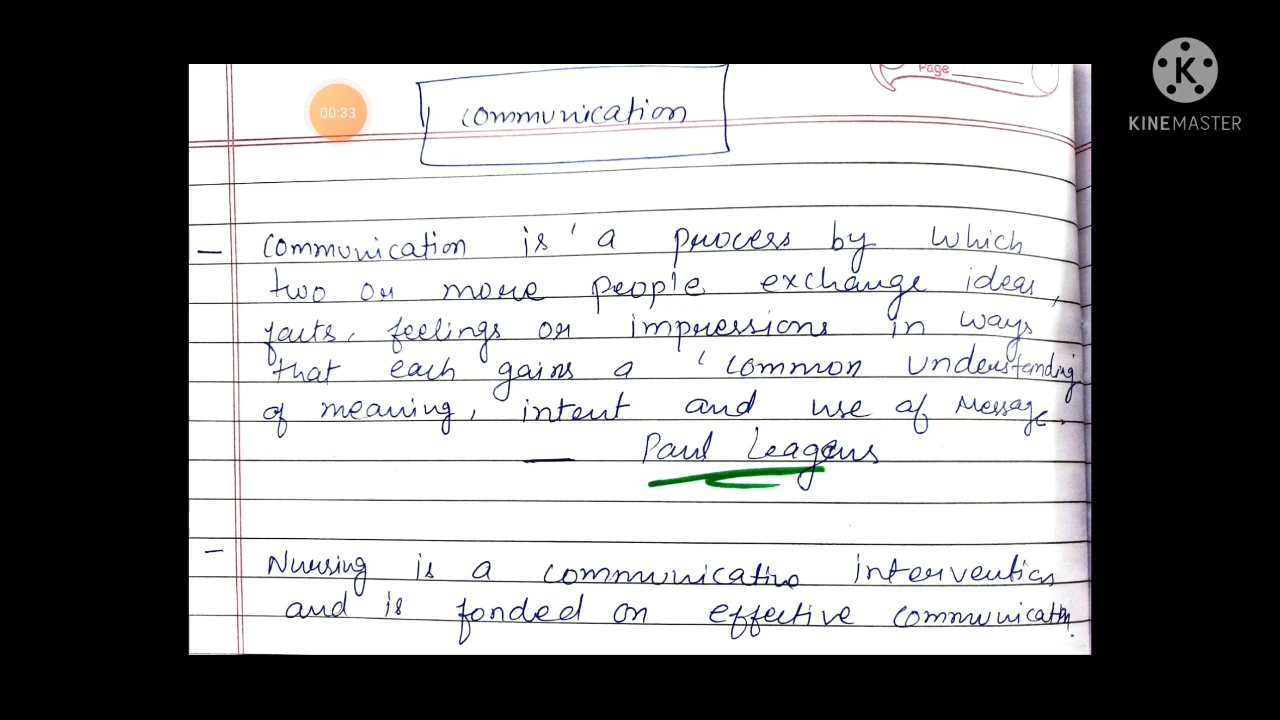 Page
KINEMASTER
00:33
Communication
— Communication is a process by which
two or more people exchange ideas,
facts, feelings or impressions in ways
that each gains a common understanding
of meaning, intent and use of Message.
— Paul Leagens
- Nursing is a communicative intervention
and is fonded on effective communicatn.